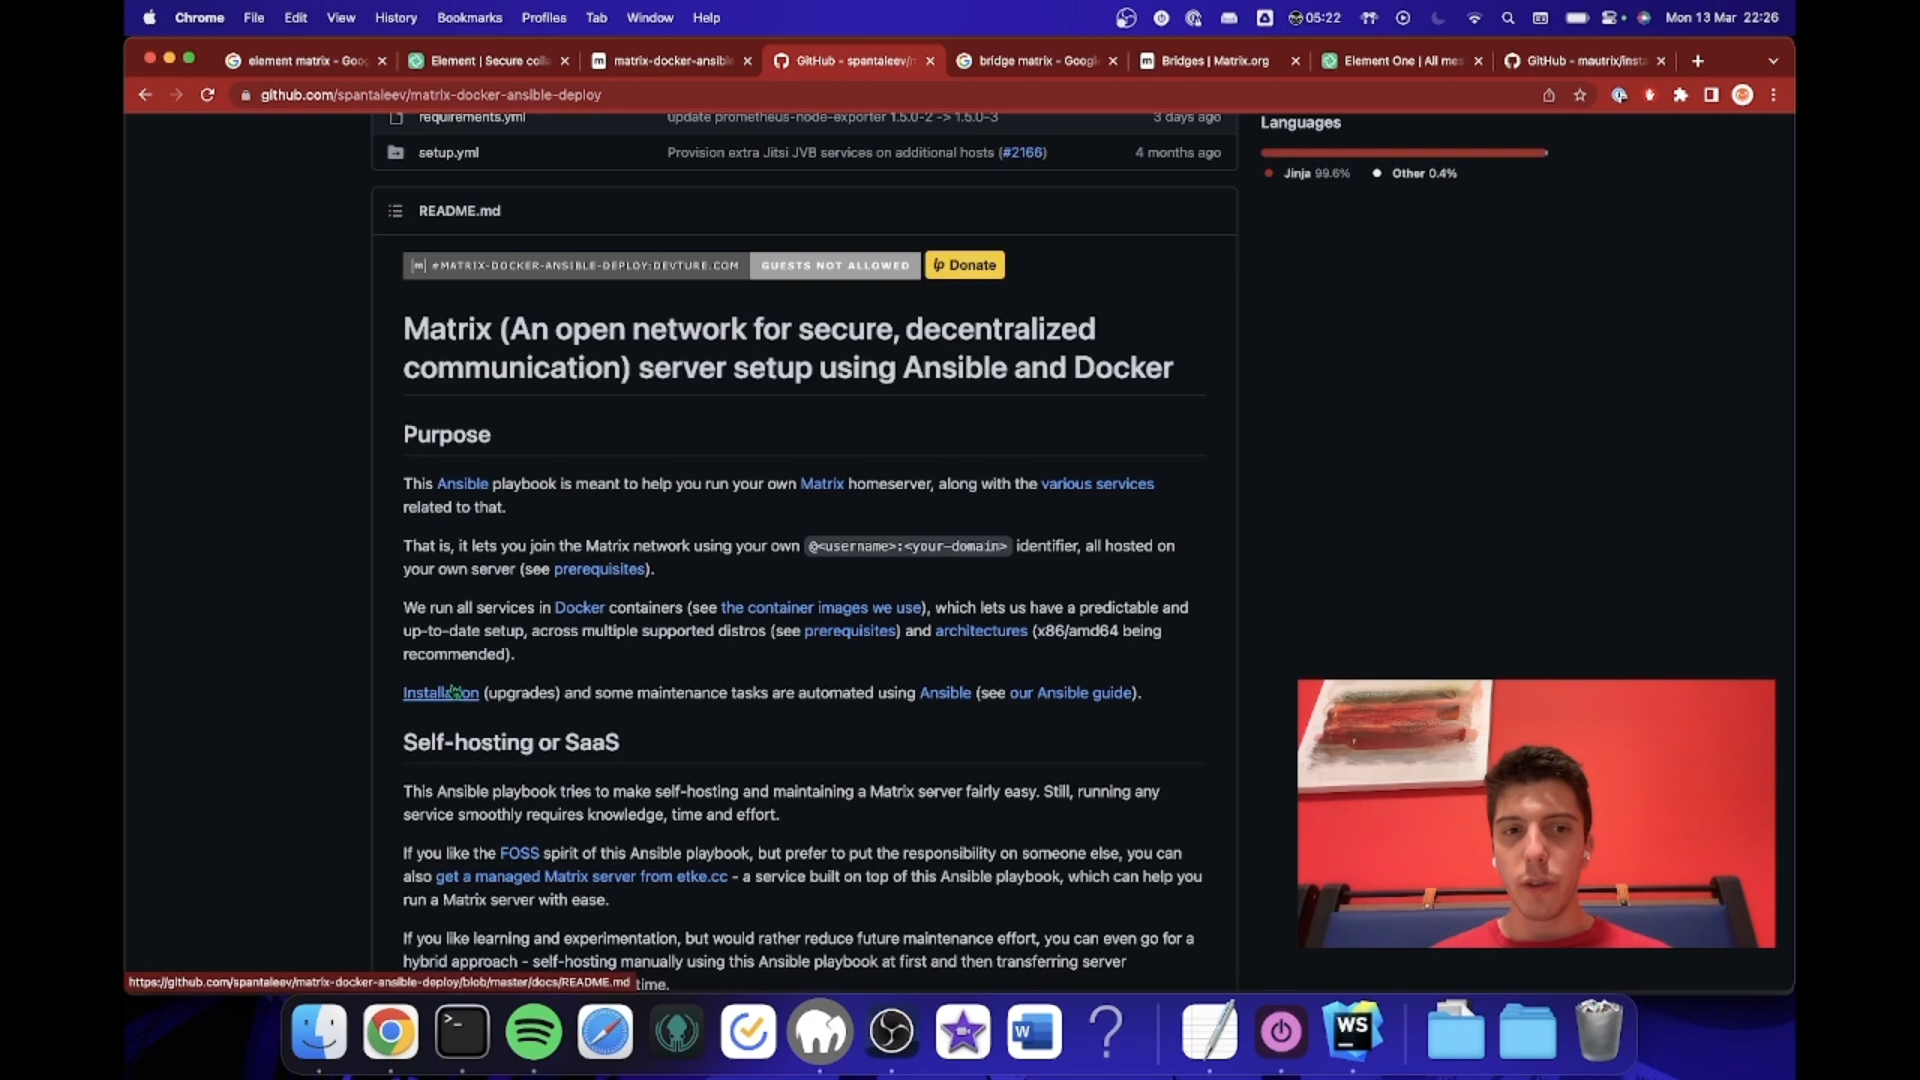 Chrome File Edit View History Bookmarks Profiles Tab Window Help 05:22 Mon 13 Mar 22:26
element matrix - Goo
Element | Secure coll
matrix-docker-ansible
GitHub - spantaleev/
bridge matrix - Google
Bridges | Matrix.org
Element One | All mes
GitHub - mautrix/insta
github.com/spantaleev/matrix-docker-ansible-deploy
requirements.yml update prometheus-node-exporter 1.5.0-2 -> 1.5.0-3 3 days ago
setup.yml Provision extra Jitsi JVB services on additional hosts (#2166) 4 months ago
Languages
Jinja 99.6% Other 0.4%
README.md
[m] #MATRIX-DOCKER-ANSIBLE-DEPLOY:DEVTURE.COM GUESTS NOT ALLOWED lp Donate
Matrix (An open network for secure, decentralized
communication) server setup using Ansible and Docker
Purpose
This Ansible playbook is meant to help you run your own Matrix homeserver, along with the various services
related to that.
That is, it lets you join the Matrix network using your own @<username>:<your-domain> identifier, all hosted on
your own server (see prerequisites).
We run all services in Docker containers (see the container images we use), which lets us have a predictable and
up-to-date setup, across multiple supported distros (see prerequisites) and architectures (x86/amd64 being
recommended).
Installation (upgrades) and some maintenance tasks are automated using Ansible (see our Ansible guide).
Self-hosting or SaaS
This Ansible playbook tries to make self-hosting and maintaining a Matrix server fairly easy. Still, running any
service smoothly requires knowledge, time and effort.
If you like the FOSS spirit of this Ansible playbook, but prefer to put the responsibility on someone else, you can
also get a managed Matrix server from etke.cc - a service built on top of this Ansible playbook, which can help you
run a Matrix server with ease.
If you like learning and experimentation, but would rather reduce future maintenance effort, you can even go for a
hybrid approach - self-hosting manually using this Ansible playbook at first and then transferring server
time.
https://github.com/spantaleev/matrix-docker-ansible-deploy/blob/master/docs/README.md
W
WS